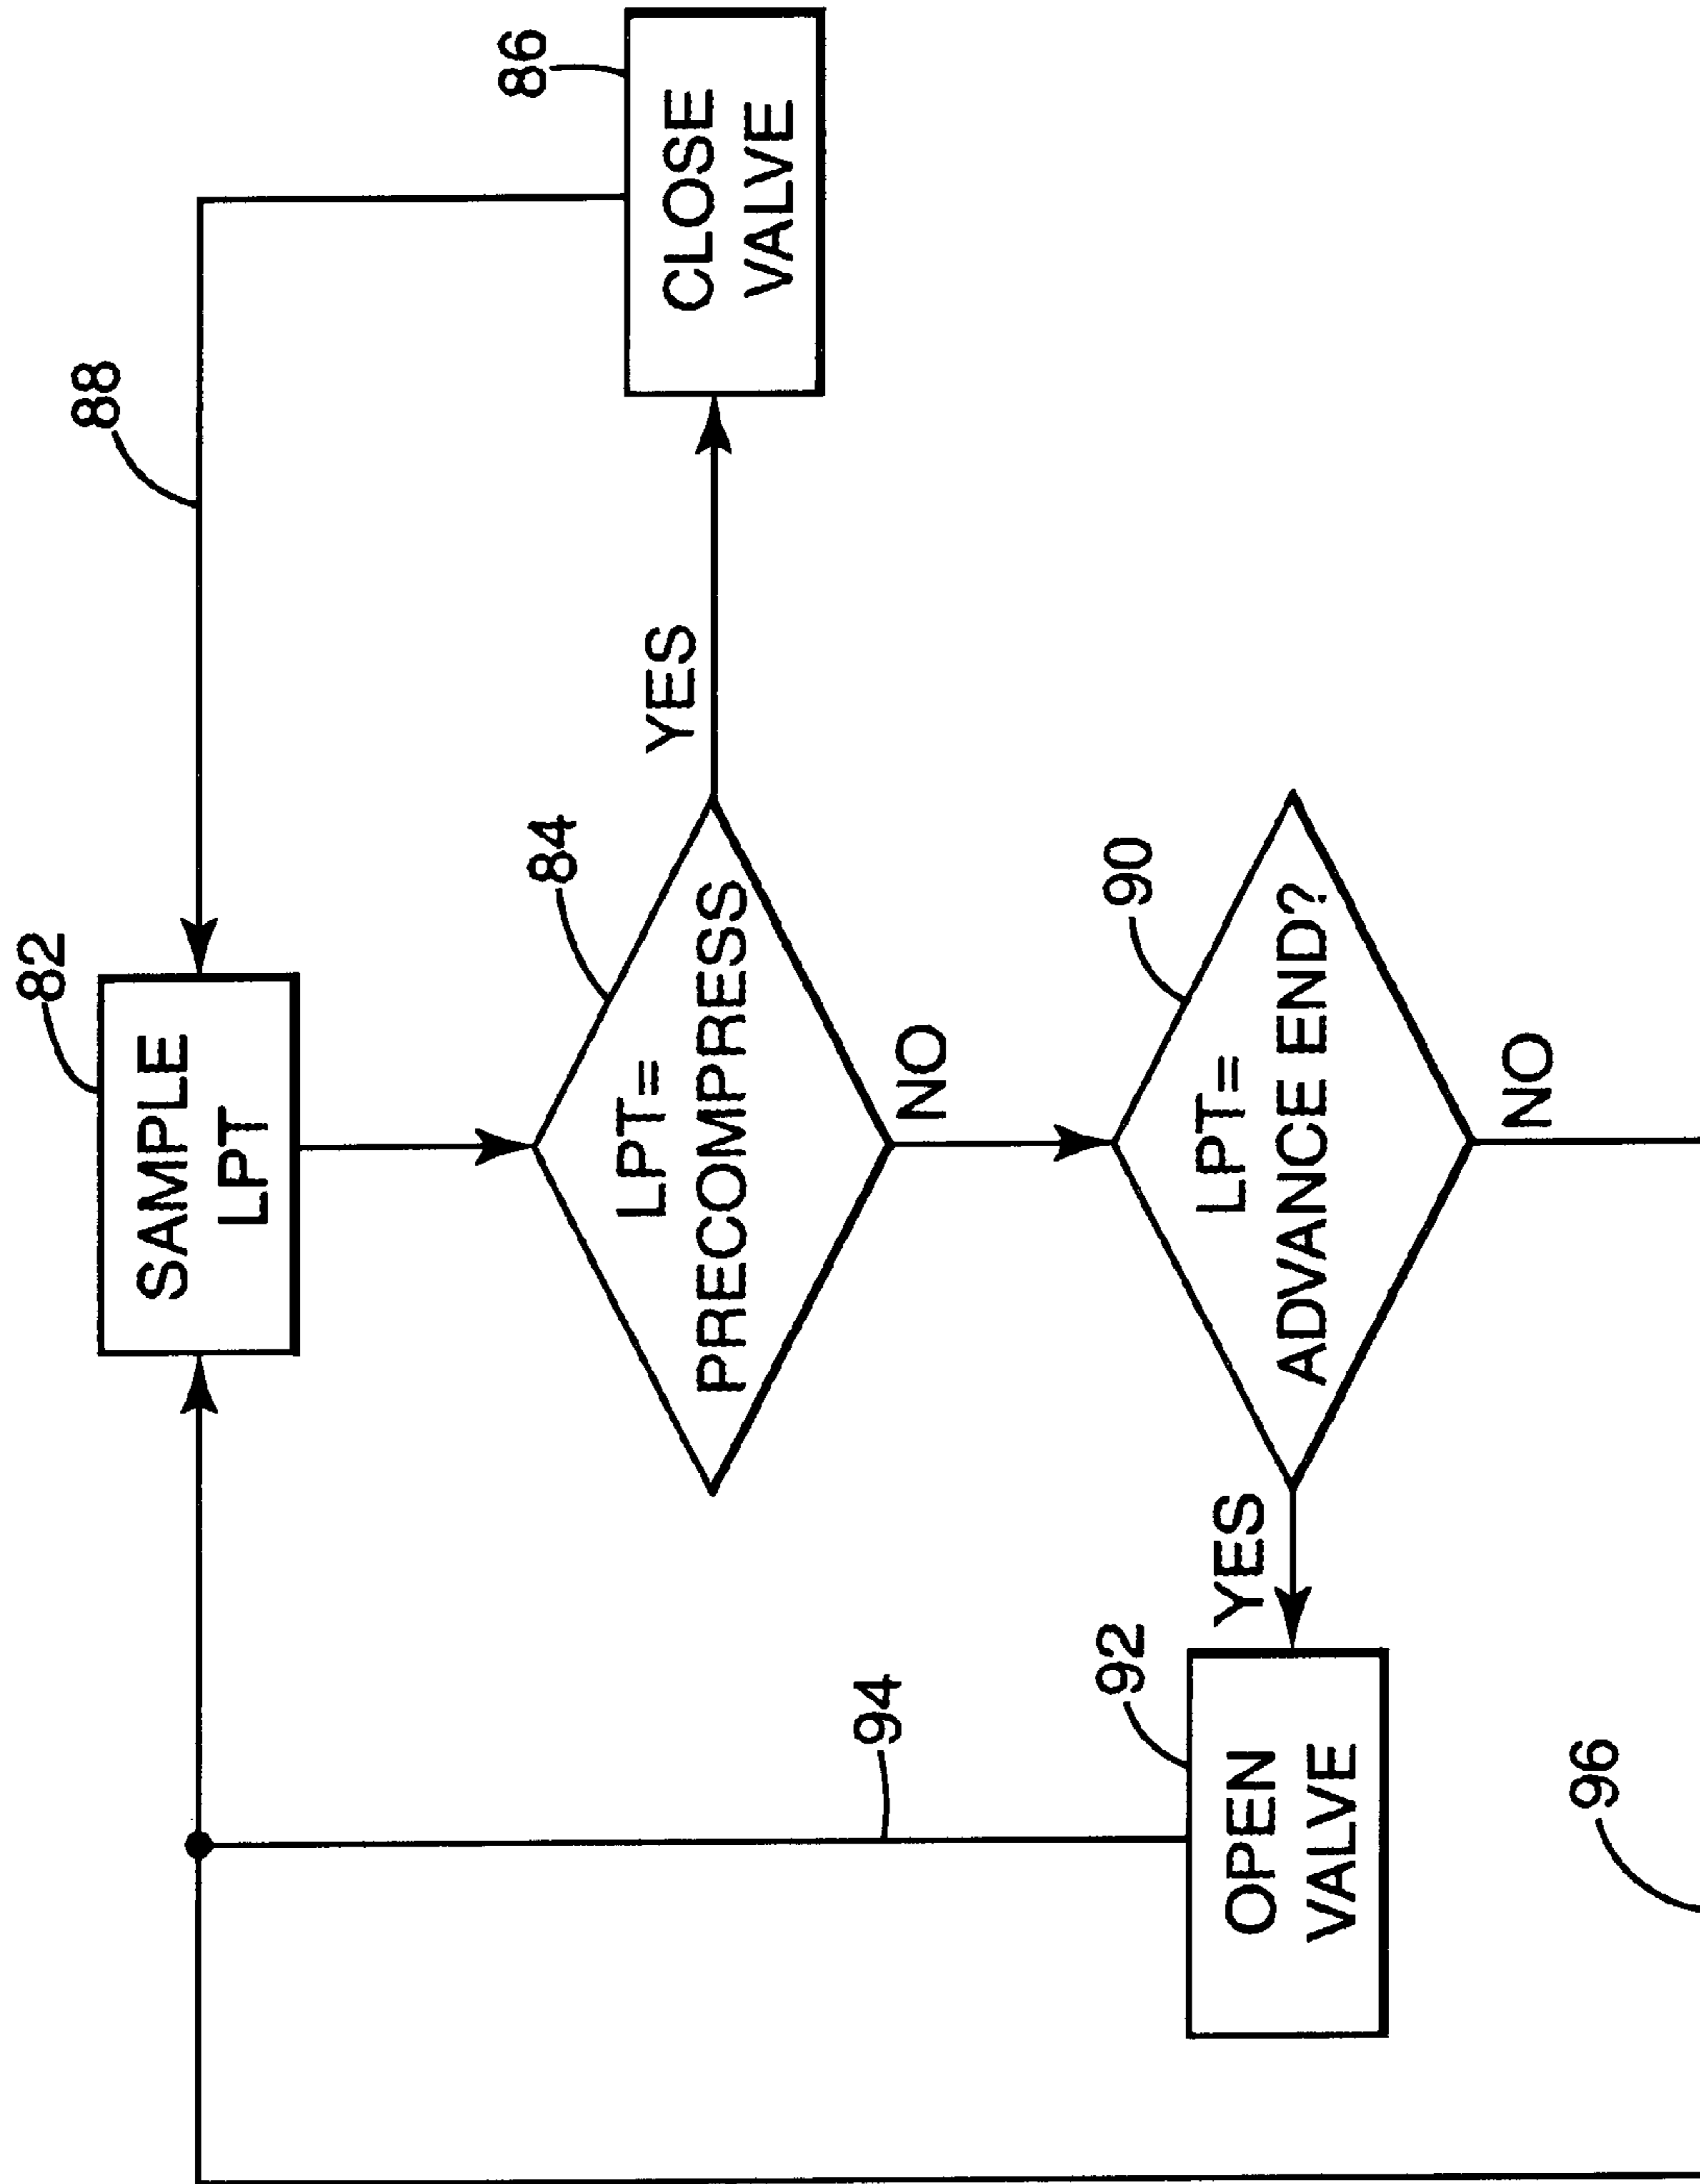 82
SAMPLE
LPT
88
84
LPT=
PRECOMPRESS
YES
86
CLOSE
VALVE
NO
90
LPT=
ADVANCE END?
YES
92
OPEN
VALVE
94
NO
96